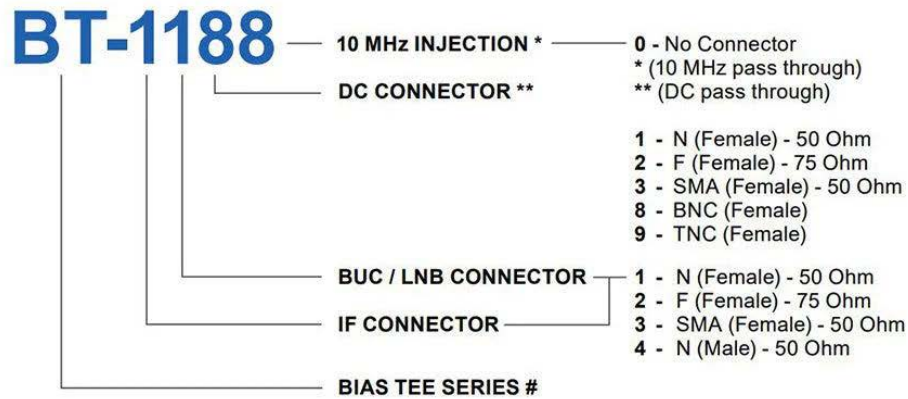 BT-1188
10 MHz INJECTION *
0 - No Connector
* (10 MHz pass through)
DC CONNECTOR **
** (DC pass through)
1 - N (Female) - 50 Ohm
2 - F (Female) - 75 Ohm
3 - SMA (Female) - 50 Ohm
8 - BNC (Female)
9 - TNC (Female)
BUC / LNB CONNECTOR
1 - N (Female) - 50 Ohm
2 - F (Female) - 75 Ohm
IF CONNECTOR
3 - SMA (Female) - 50 Ohm
4 - N (Male) - 50 Ohm
BIAS TEE SERIES #